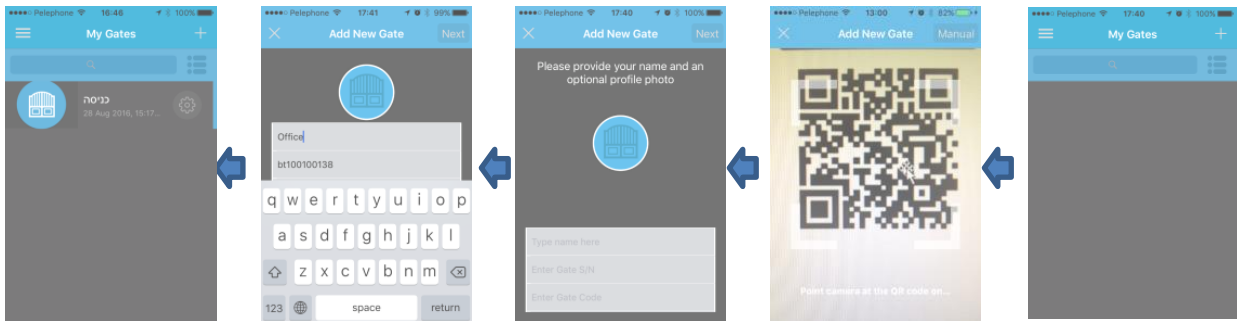 Pelephone 16:46 100%
My Gates +
כניסה
28 Aug 2016, 15:17...
Pelephone 17:41 99%
Add New Gate Next
Office
bt100100138
q w e r t y u i o p
a s d f g h j k l
z x c v b n m
123 space return
Pelephone 17:40 100%
Add New Gate Next
Please provide your name and an
optional profile photo
Type name here
Enter Gate S/N
Enter Gate Code
Pelephone 13:00 82%
Add New Gate Manual
Point camera at the QR code on...
Pelephone 17:40 100%
My Gates +